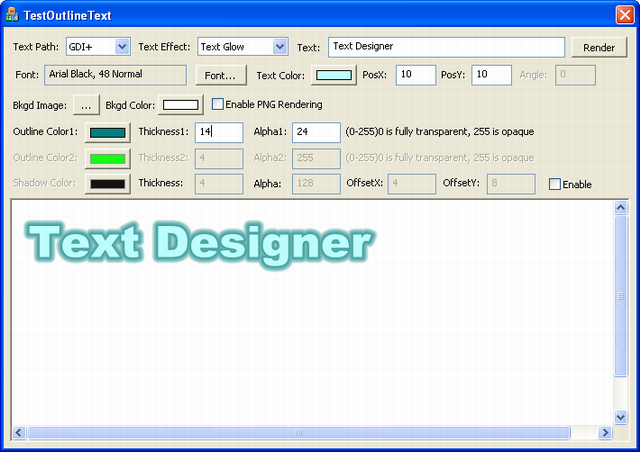 TestOutlineText
Text Path: GDI+ Text Effect: Text Glow Text: Text Designer Render
Font: Arial Black, 48 Normal Font... Text Color: PosX: 10 PosY: 10 Angle: 0
Bkgd Image: ... Bkgd Color: Enable PNG Rendering
Outline Color1: Thickness1: 14 Alpha1: 24 (0-255)0 is fully transparent, 255 is opaque
Outline Color2: Thickness2: 4 Alpha2: 255 (0-255)0 is fully transparent, 255 is opaque
Shadow Color: Thickness: 4 Alpha: 128 OffsetX: 4 OffsetY: 8 Enable
Text Designer